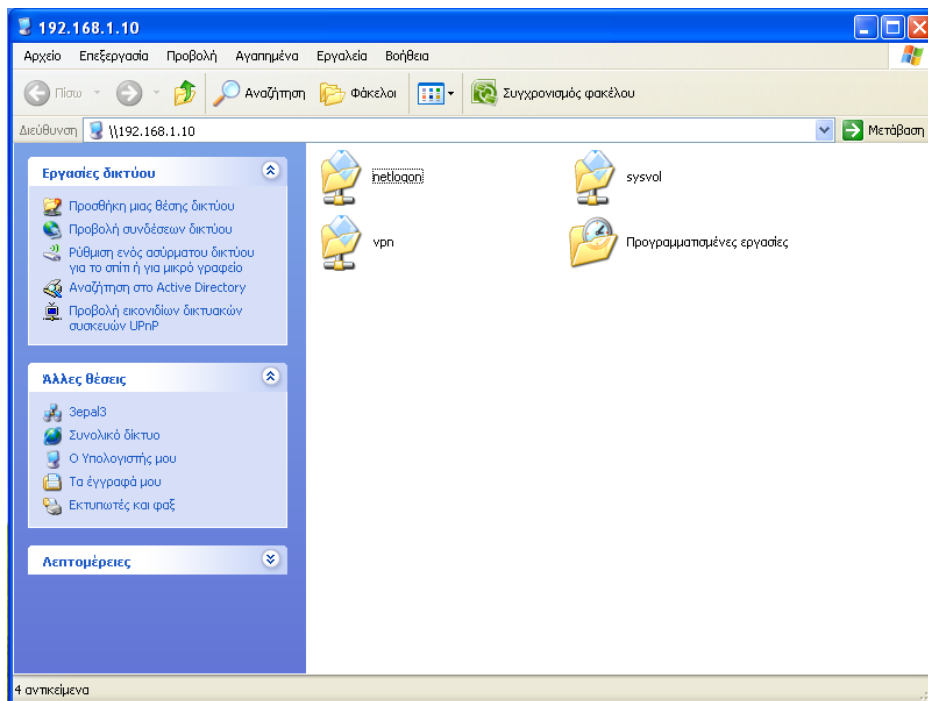 192.168.1.10
Αρχείο Επεξεργασία Προβολή Αγαπημένα Εργαλεία Βοήθεια
Πίσω Αναζήτηση Φάκελοι Συγχρονισμός φακέλου
Διεύθυνση \\192.168.1.10 Μετάβαση
Εργασίες δικτύου
Προσθήκη μιας θέσης δικτύου
Προβολή συνδέσεων δικτύου
Ρύθμιση ενός ασύρματου δικτύου
για το σπίτι ή για μικρό γραφείο
Αναζήτηση στο Active Directory
Προβολή εικονιδίων δικτυακών
συσκευών UPnP
Άλλες θέσεις
3epal3
Συνολικό δίκτυο
Ο Υπολογιστής μου
Τα έγγραφά μου
Εκτυπωτές και φαξ
Λεπτομέρειες
netlogon
sysvol
vpn
Προγραμματισμένες εργασίες
4 αντικείμενα